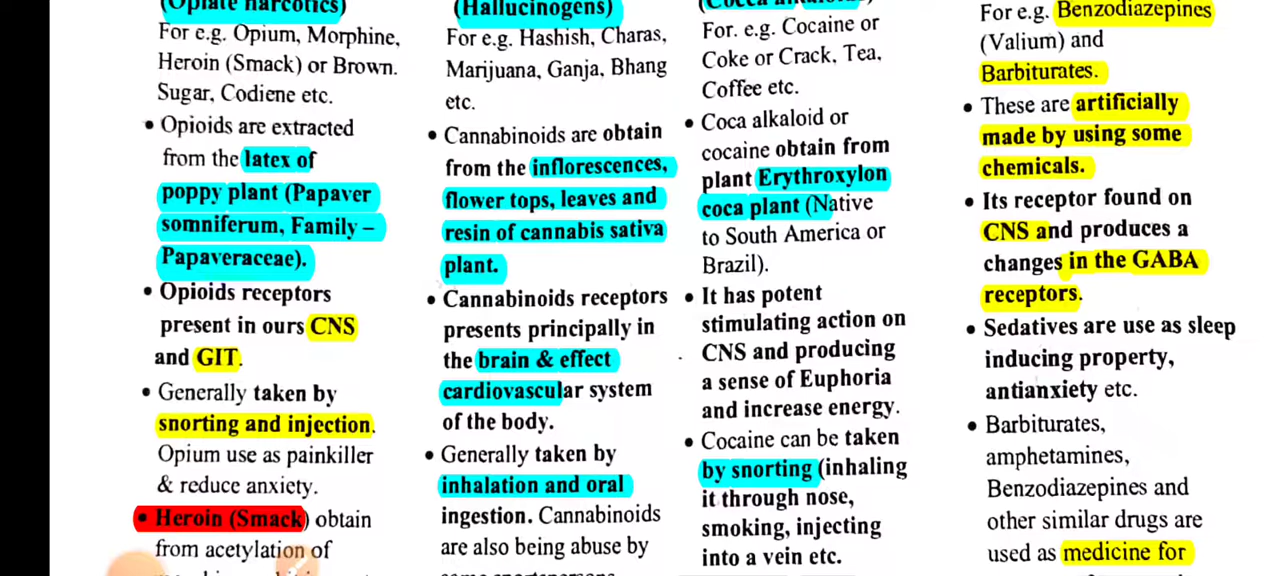 (Opiate narcotics)
For e.g. Opium, Morphine,
Heroin (Smack) or Brown.
Sugar, Codiene etc.
• Opioids are extracted
from the latex of
poppy plant (Papaver
somniferum, Family –
Papaveraceae).
• Opioids receptors
present in ours CNS
and GIT.
• Generally taken by
snorting and injection.
Opium use as painkiller
& reduce anxiety.
• Heroin (Smack) obtain
from acetylation of
(Hallucinogens)
For e.g. Hashish, Charas,
Marijuana, Ganja, Bhang
etc.
• Cannabinoids are obtain
from the inflorescences,
flower tops, leaves and
resin of cannabis sativa
plant.
• Cannabinoids receptors
presents principally in
the brain & effect
cardiovascular system
of the body.
• Generally taken by
inhalation and oral
ingestion. Cannabinoids
are also being abuse by
For. e.g. Cocaine or
Coke or Crack, Tea,
Coffee etc.
• Coca alkaloid or
cocaine obtain from
plant Erythroxylon
coca plant (Native
to South America or
Brazil).
• It has potent
stimulating action on
CNS and producing
a sense of Euphoria
and increase energy.
• Cocaine can be taken
by snorting (inhaling
it through nose,
smoking, injecting
into a vein etc.
For e.g. Benzodiazepines
(Valium) and
Barbiturates.
• These are artificially
made by using some
chemicals.
• Its receptor found on
CNS and produces a
changes in the GABA
receptors.
• Sedatives are use as sleep
inducing property,
antianxiety etc.
• Barbiturates,
amphetamines,
Benzodiazepines and
other similar drugs are
used as medicine for